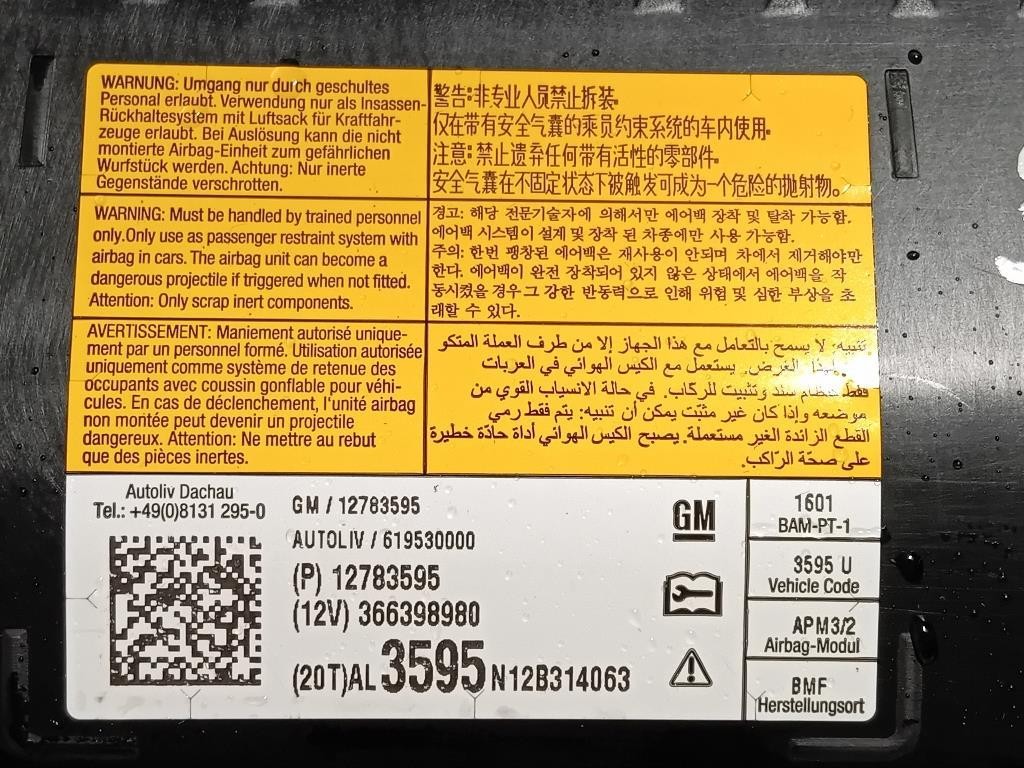 WARNUNG: Umgang nur durch geschultes
Personal erlaubt. Verwendung nur als Insassen-
Rückhaltesystem mit Luftsack für Kraftfahr-
zeuge erlaubt. Bei Auslösung kann die nicht
montierte Airbag-Einheit zum gefährlichen
Wurfstück werden. Achtung: Nur inerte
Gegenstände verschrotten.
警告:非专业人员禁止拆装.
仅在带有安全气囊的乘员约束系统的车内使用.
注意:禁止遗弃任何带有活性的零部件.
安全气囊在不固定状态下被触发可成为一个危险的抛射物.
WARNING: Must be handled by trained personnel
only.Only use as passenger restraint system with
airbag in cars. The airbag unit can become a
dangerous projectile if triggered when not fitted.
Attention: Only scrap inert components.
경고: 해당 전문기술자에 의해서만 에어백 장착 및 탈착 가능함.
에어백 시스템이 설계 및 장착 된 차종에만 사용 가능함.
주의: 한번 팽창된 에어백은 재사용이 안되며 차에서 제거해야만
한다. 에어백이 완전 장착되어 있지 않은 상태에서 에어백을 작
동시켰을 경우 그 강한 반동력으로 인해 위험 및 심한 부상을 초
래할 수 있다.
AVERTISSEMENT: Maniement autorisé unique-
ment par un personnel formé. Utilisation autorisée
uniquement comme système de retenue des
occupants avec coussin gonflable pour véhi-
cules. En cas de déclenchement, l'unité airbag
non montée peut devenir un projectile
dangereux. Attention: Ne mettre au rebut
que des pièces inertes.
تنبيه: لا يسمح بالتعامل مع هذا الجهاز إلا من طرف العملة المتكو
لهذا الغرض. يستعمل مع الكيس الهوائي في العربات
فقط كنظام سند وتثبيت للركاب. في حالة الانسياب القوي من
موضعه وإذا كان غير مثبّت يمكن أن تنبيه: يتم فقط رمي
القطع الزائدة الغير مستعملة. يصبح الكيس الهوائي أداة حادّة خطيرة
على صحّة الرّاكب.
Autoliv Dachau
Tel.: +49(0)8131 295-0
GM / 12783595
AUTOLIV / 619530000
(P) 12783595
(12V) 366398980
(20T)AL 3595 N12B314063
GM
1601
BAM-PT-1
3595 U
Vehicle Code
APM3/2
Airbag-Modul
BMF
Herstellungsort